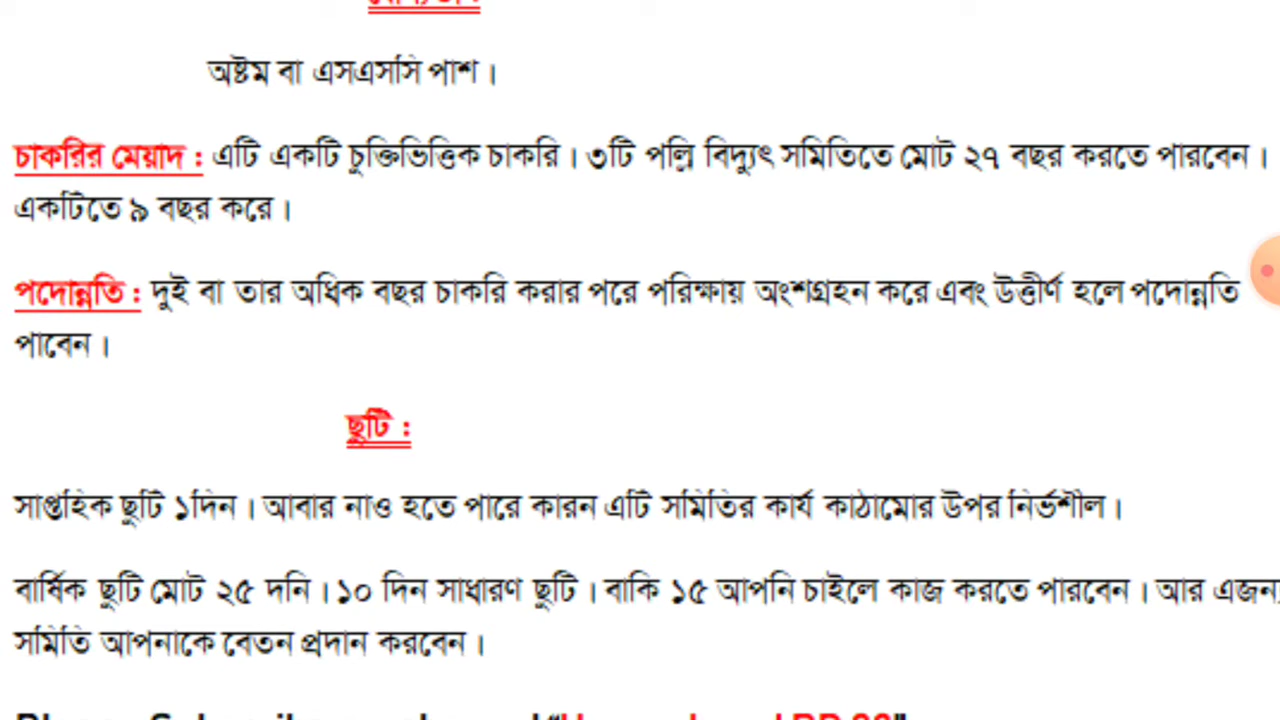 অষ্টম বা এসএসসি পাশ।
চাকরির মেয়াদ : এটি একটি চুক্তিভিত্তিক চাকরি। ৩টি পল্লি বিদ্যুৎ সমিতিতে মোট ২৭ বছর করতে পারবেন।
একটিতে ৯ বছর করে।
পদোন্নতি : দুই বা তার অধিক বছর চাকরি করার পরে পরিক্ষায় অংশগ্রহন করে এবং উত্তীর্ণ হলে পদোন্নতি
পাবেন।
ছুটি :
সাপ্তহিক ছুটি ১দিন। আবার নাও হতে পারে কারন এটি সমিতির কার্য কাঠামোর উপর নির্ভশীল।
বার্ষিক ছুটি মোট ২৫ দনি। ১০ দিন সাধারণ ছুটি। বাকি ১৫ আপনি চাইলে কাজ করতে পারবেন। আর এজন্য
সমিতি আপনাকে বেতন প্রদান করবেন।